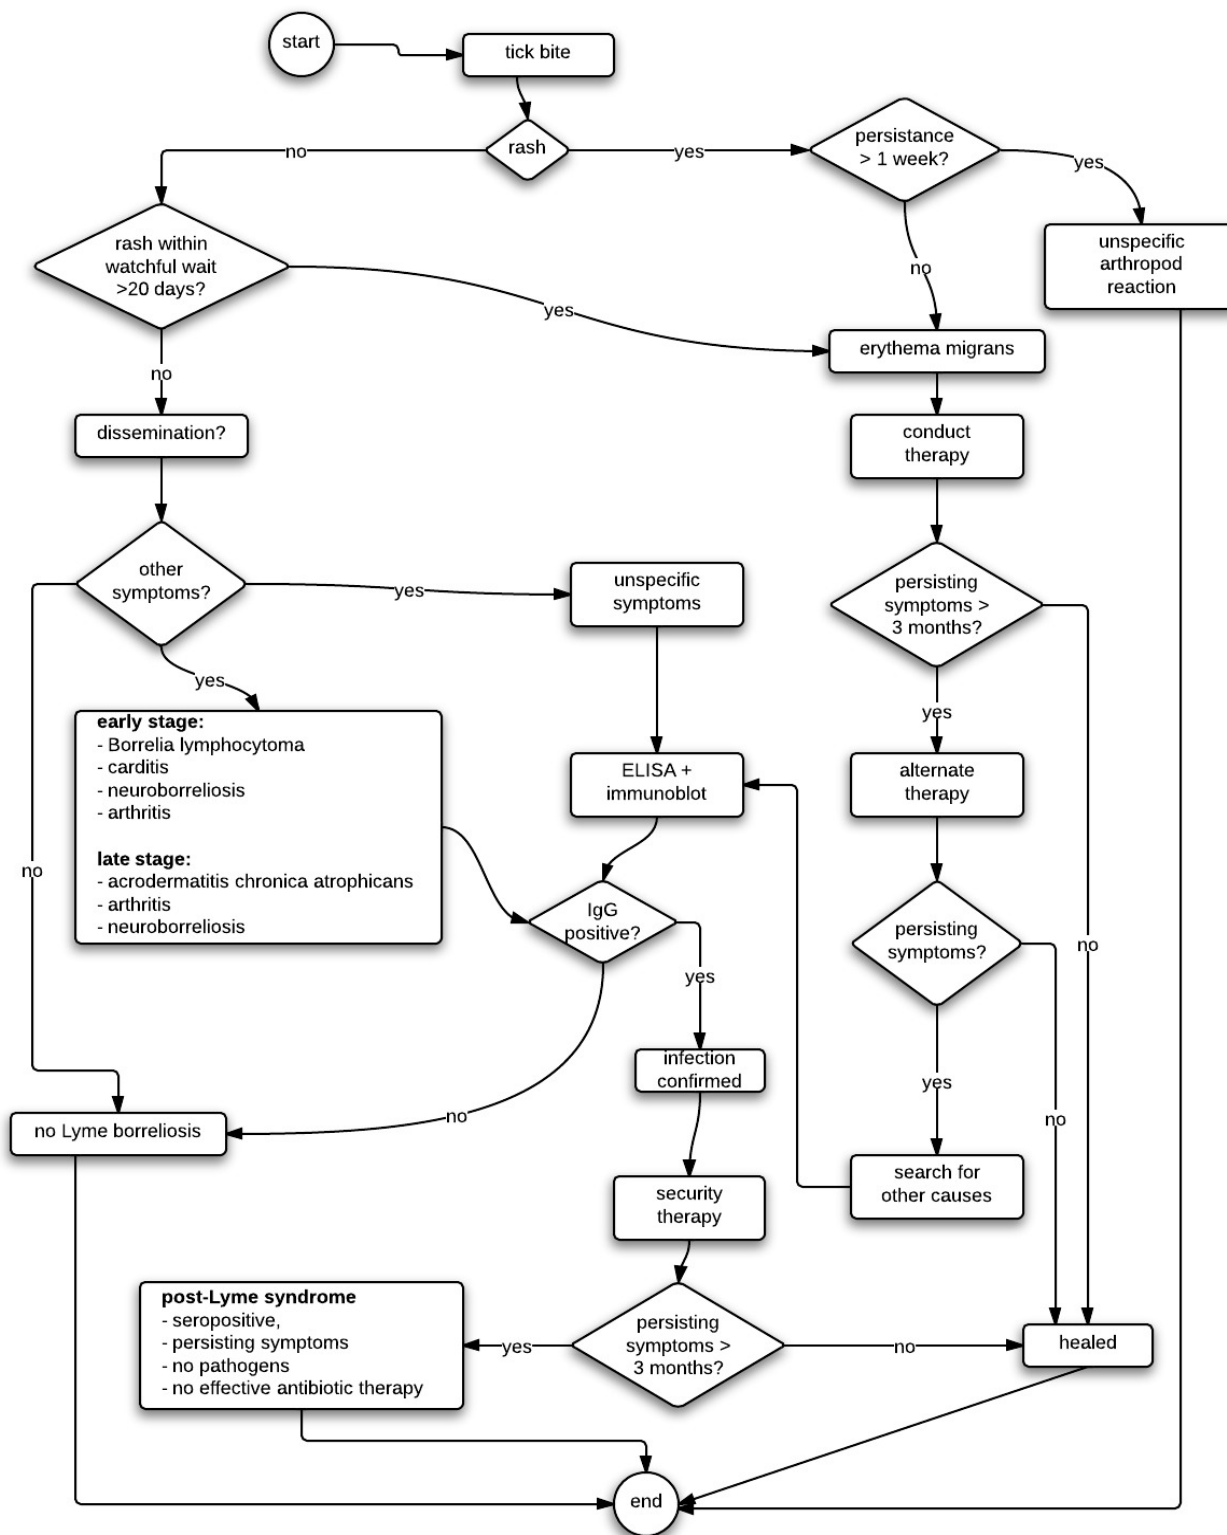 start
tick bite
rash
no
yes
persistance
> 1 week?
yes
no
unspecific
arthropod
reaction
rash within
watchful wait
>20 days?
yes
no
erythema migrans
dissemination?
conduct
therapy
other
symptoms?
yes
yes
no
unspecific
symptoms
persisting
symptoms >
3 months?
yes
no
early stage:
- Borrelia lymphocytoma
- carditis
- neuroborreliosis
- arthritis
late stage:
- acrodermatitis chronica atrophicans
- arthritis
- neuroborreliosis
ELISA +
immunoblot
alternate
therapy
IgG
positive?
yes
no
persisting
symptoms?
yes
no
infection
confirmed
no Lyme borreliosis
security
therapy
search for
other causes
post-Lyme syndrome
- seropositive,
- persisting symptoms
- no pathogens
- no effective antibiotic therapy
yes
persisting
symptoms >
3 months?
no
healed
end